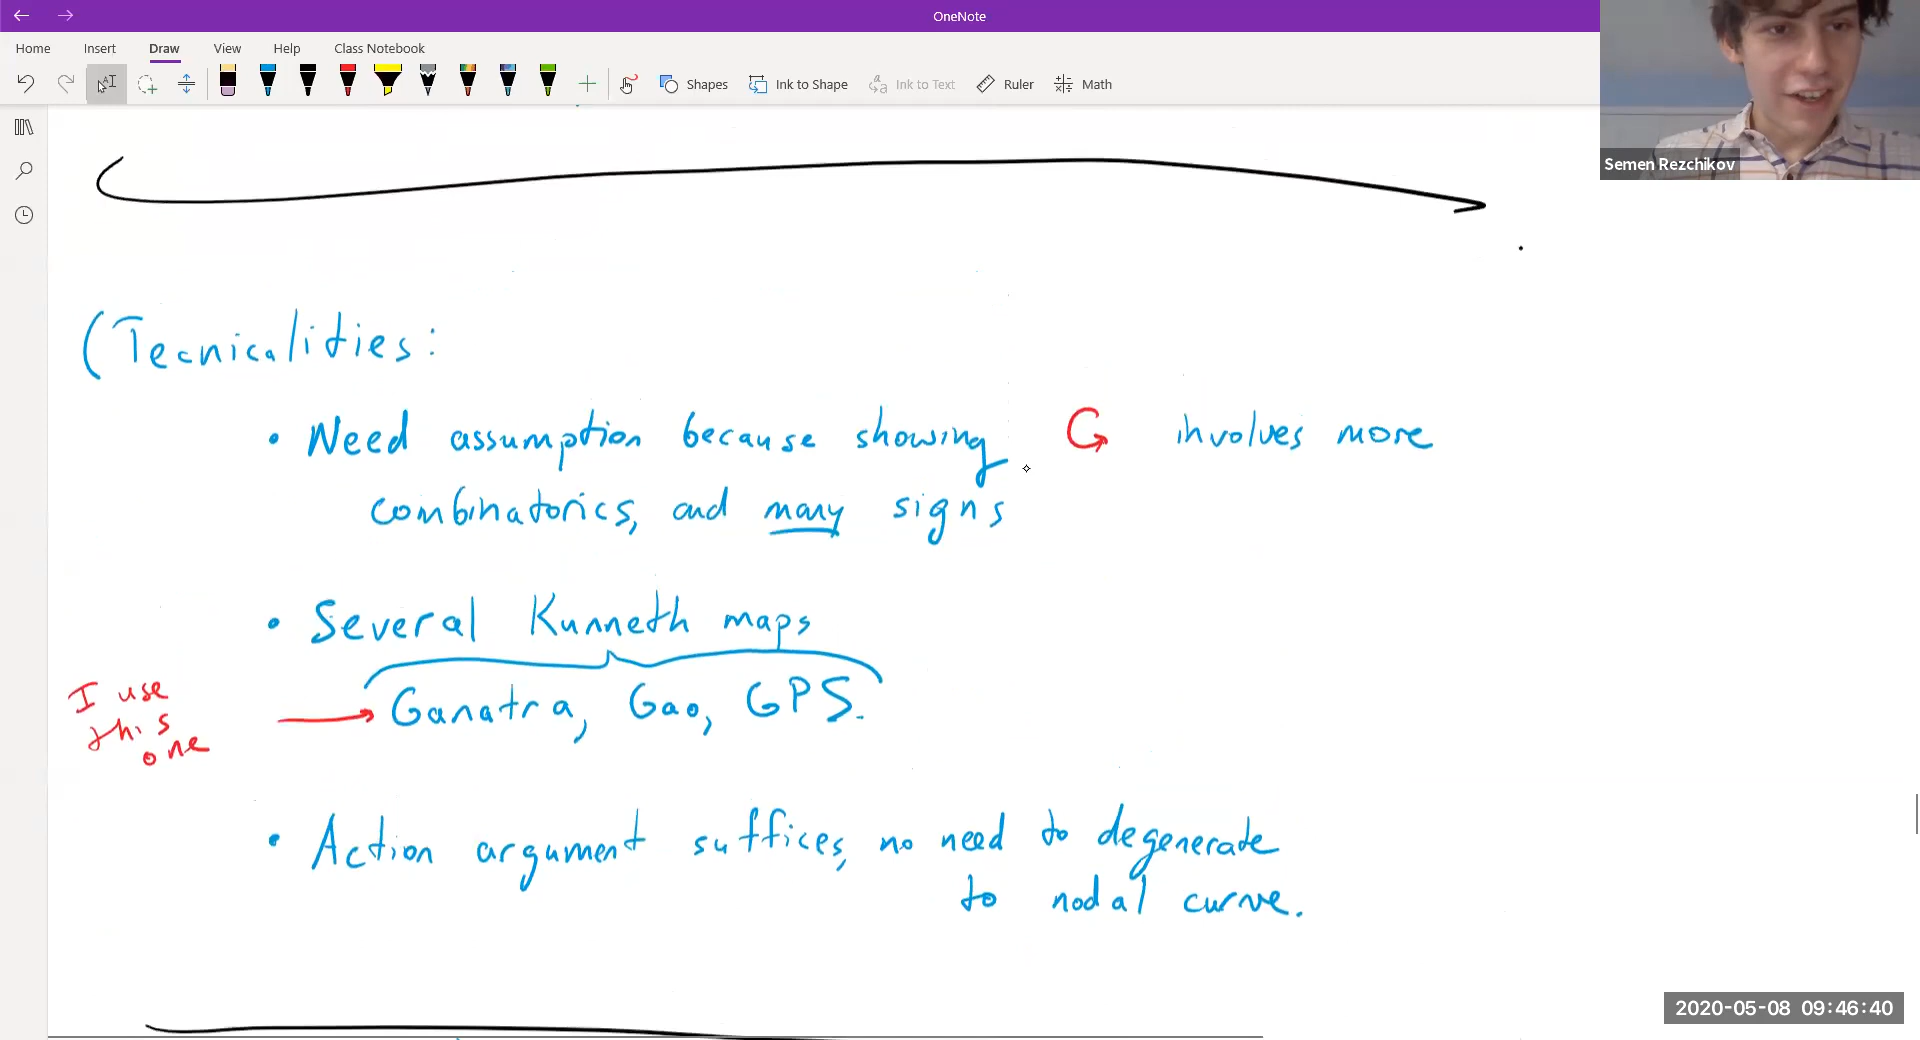 OneNote
Home Insert Draw View Help Class Notebook
Shapes Ink to Shape Ink to Text Ruler Math
Semen Rezchikov
(Tecnicalities:
• Need assumption because showing G involves more
combinatorics, and many signs
• Several Kunneth maps
I use this one → Ganatra, Gao, GPS.
• Action argument suffices, no need to degenerate
to nodal curve.
2020-05-08 09:46:40